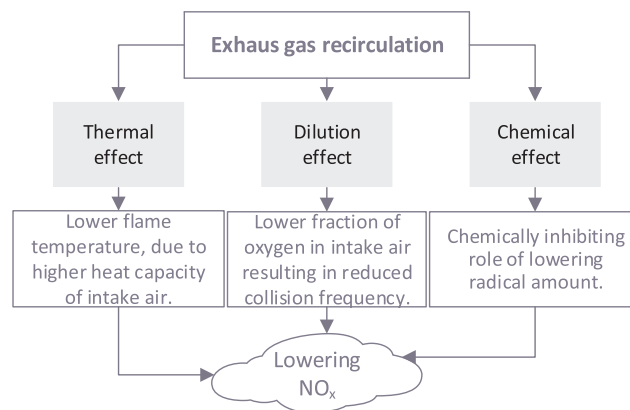 Exhaus gas recirculation
Thermal
effect
Dilution
effect
Chemical
effect
Lower flame
temperature, due to
higher heat capacity
of intake air.
Lower fraction of
oxygen in intake air
resulting in reduced
collision frequency.
Chemically inhibiting
role of lowering
radical amount.
Lowering
NOₓ